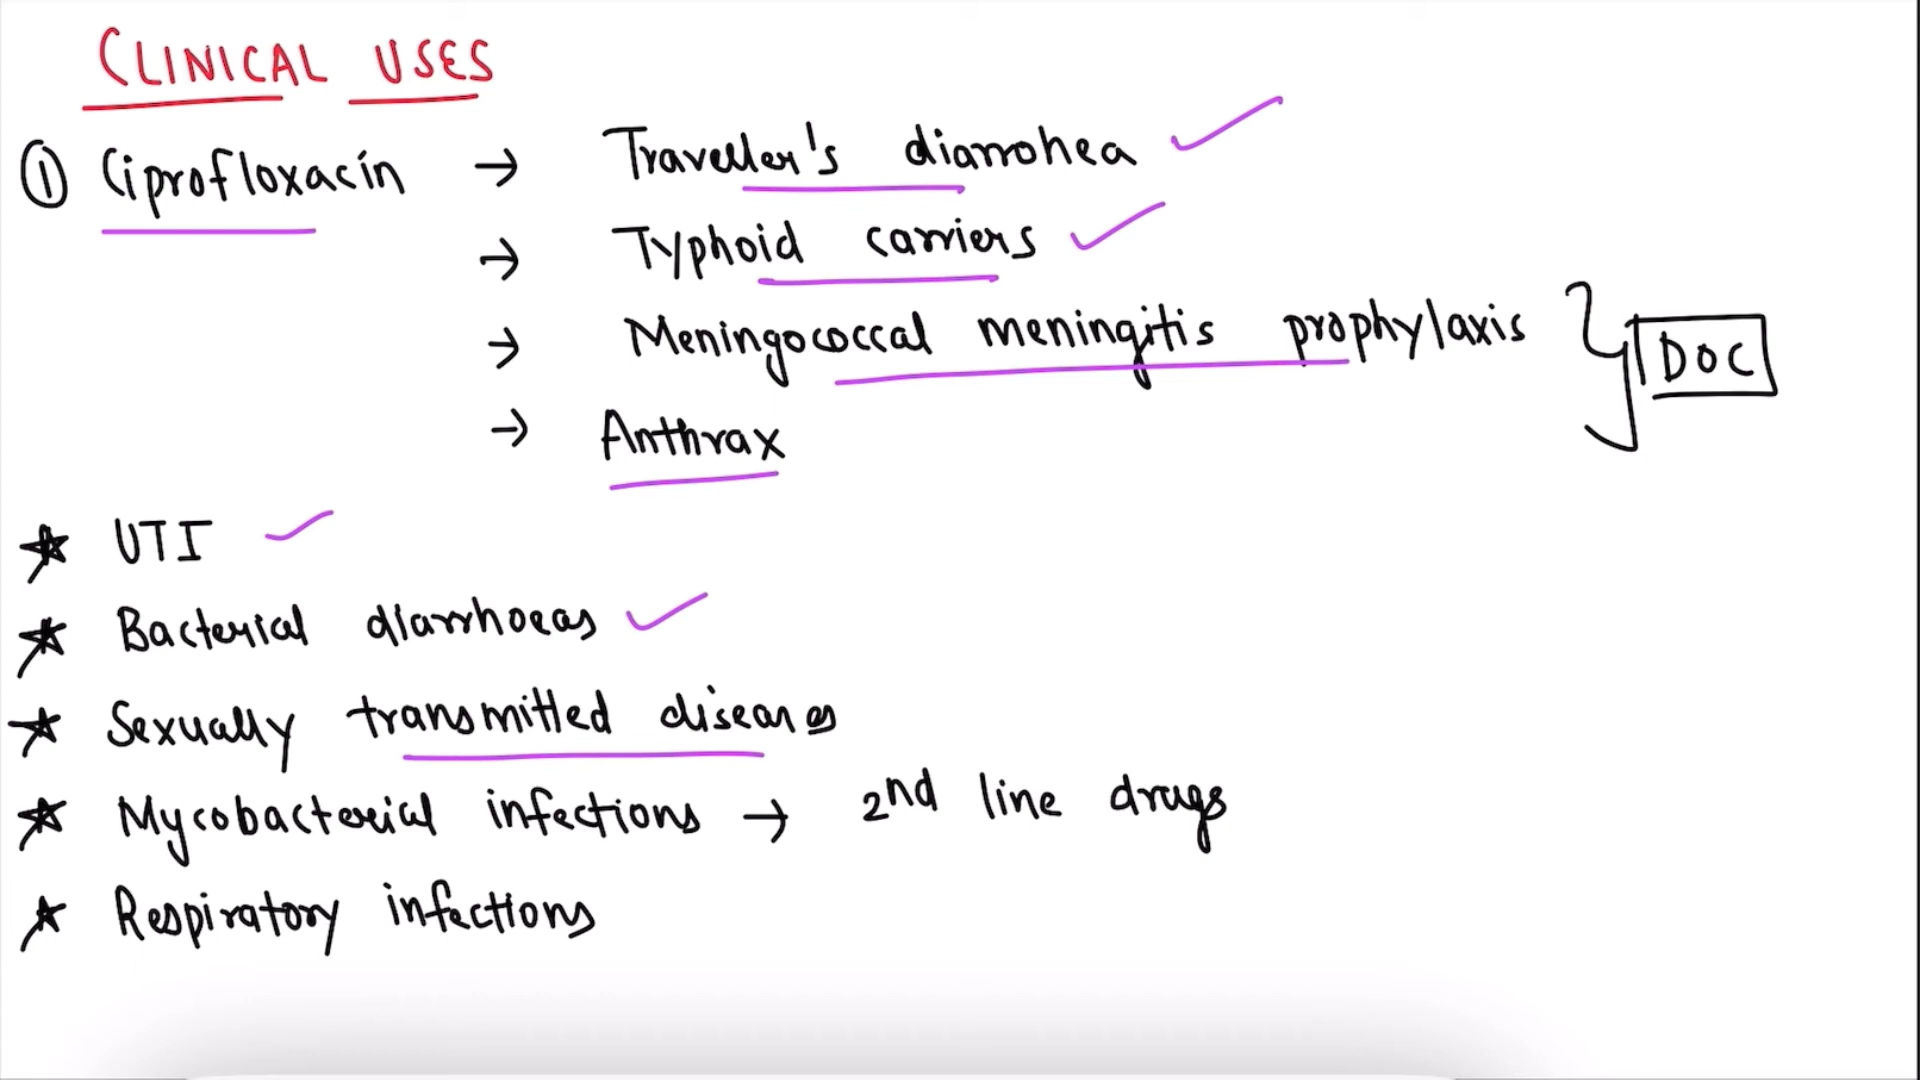 CLINICAL USES
① Ciprofloxacin → Traveller's diarrohea ✓
→ Typhoid carriers ✓
→ Meningococcal meningitis prophylaxis } DOC
→ Anthrax
★ UTI ✓
★ Bacterial diarrhoeas ✓
★ Sexually transmitted diseases
★ Mycobacterial infections → 2nd line drugs
★ Respiratory infections